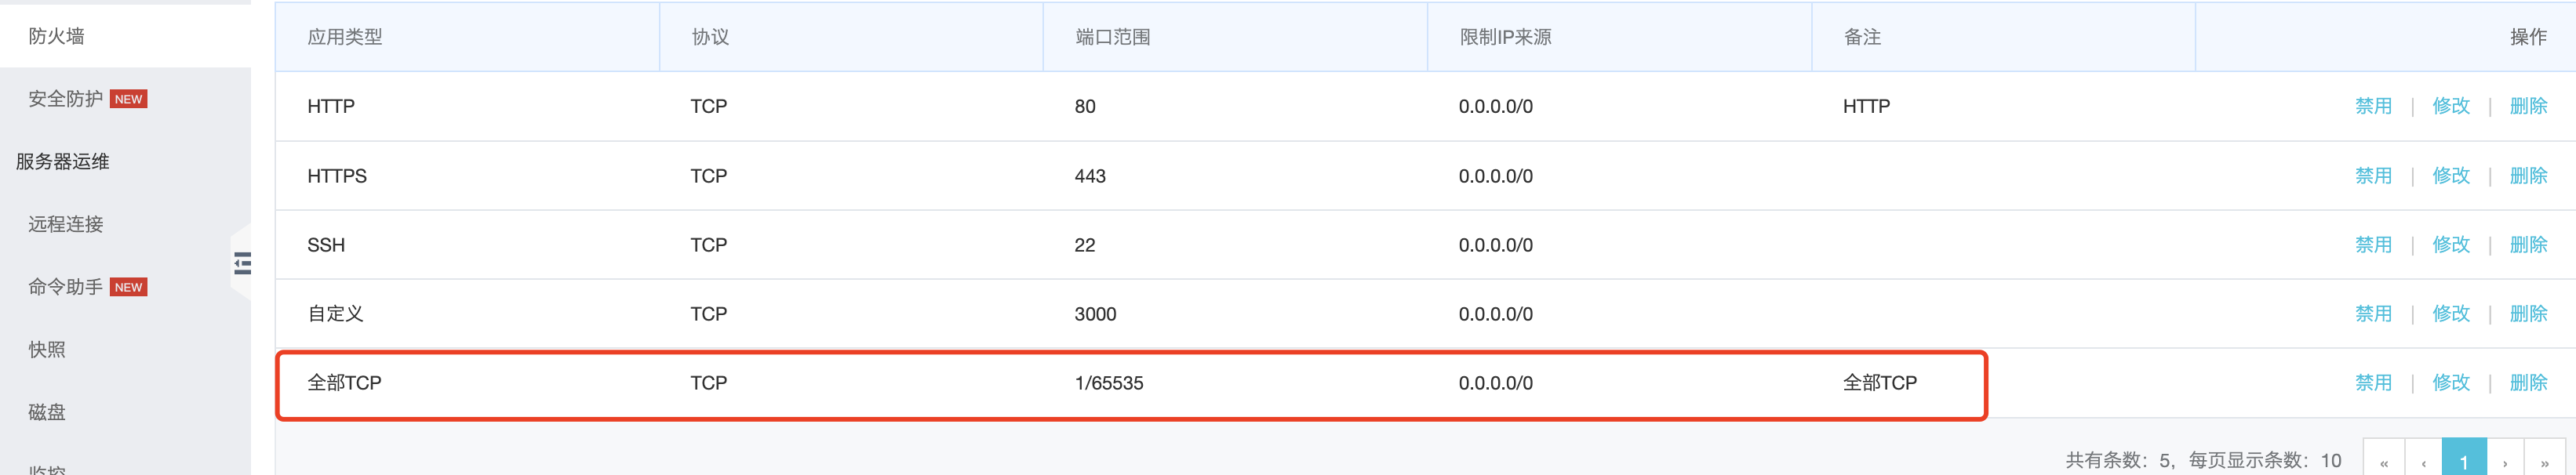 防火墙
安全防护 NEW
服务器运维
远程连接
命令助手 NEW
快照
磁盘
监控
应用类型 协议 端口范围 限制IP来源 备注 操作
HTTP TCP 80 0.0.0.0/0 HTTP 禁用 | 修改 | 删除
HTTPS TCP 443 0.0.0.0/0 禁用 | 修改 | 删除
SSH TCP 22 0.0.0.0/0 禁用 | 修改 | 删除
自定义 TCP 3000 0.0.0.0/0 禁用 | 修改 | 删除
全部TCP TCP 1/65535 0.0.0.0/0 全部TCP 禁用 | 修改 | 删除
共有条数：5，每页显示条数：10 « ‹ 1 › »